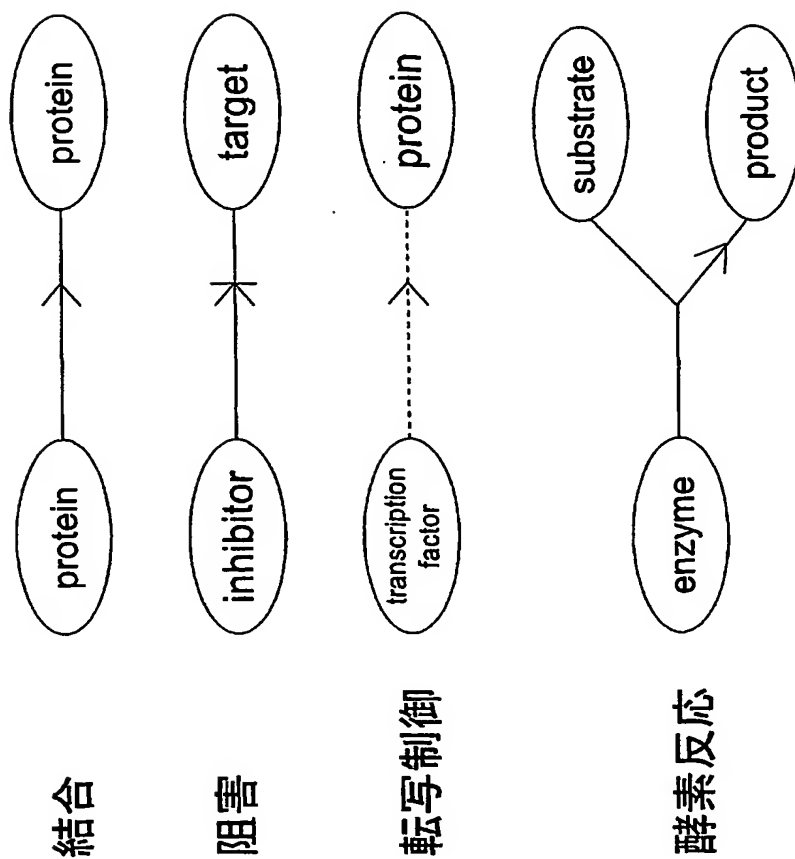 結合
protein
protein
阻害
inhibitor
target
転写制御
transcription
factor
protein
酵素反応
enzyme
substrate
product